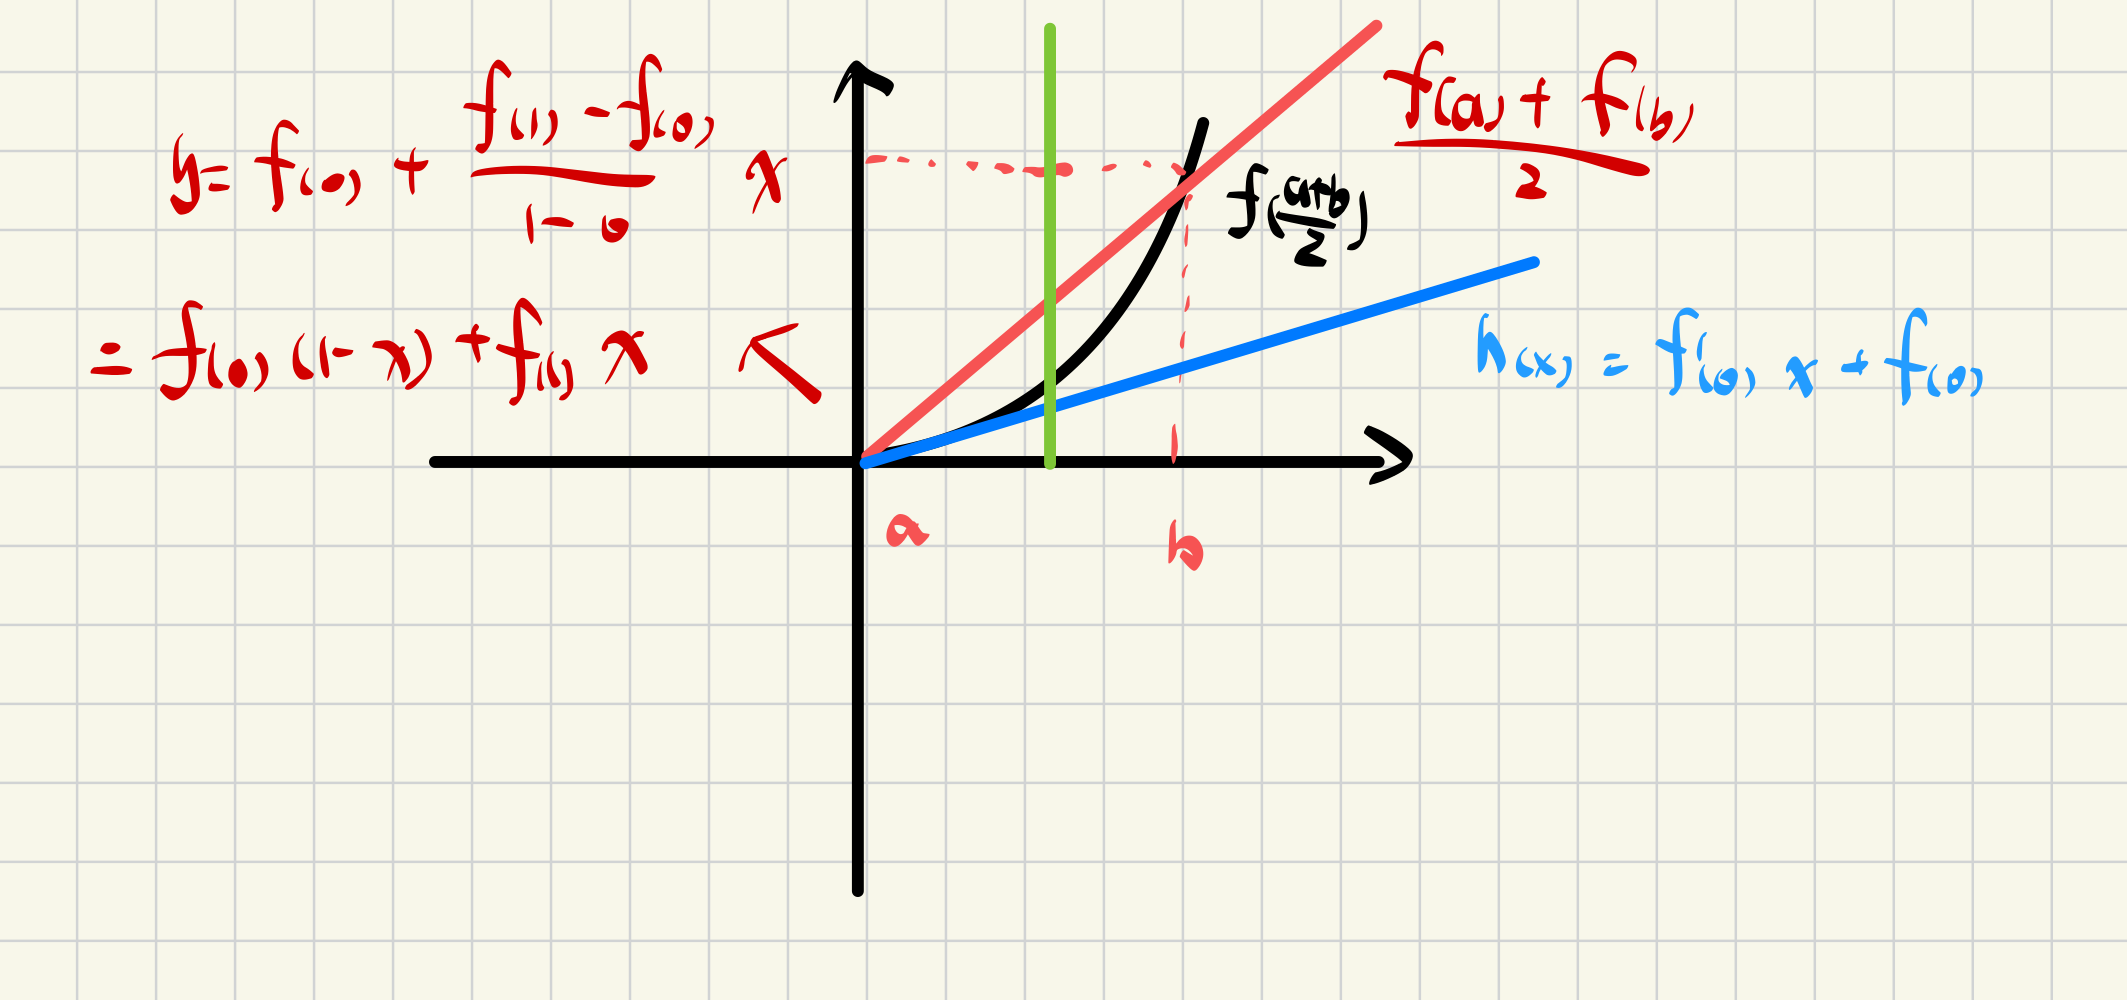 y = f(0) + \frac{f(1) - f(0)}{1 - 0} x
= f(0) (1 - x) + f(1) x
\frac{f(a) + f(b)}{2}
f(\frac{a+b}{2})
h(x) = f'(0) x + f(0)
a
b